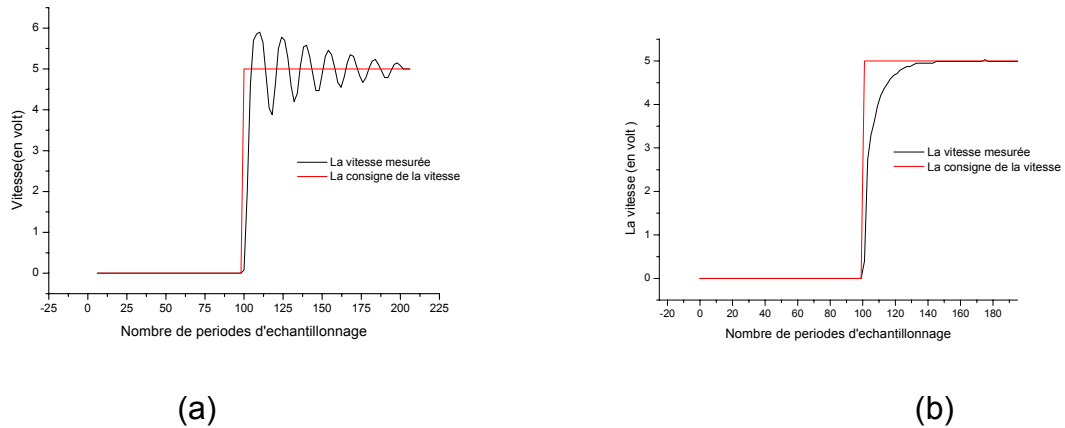 6
5
4
3
2
1
0
Vitesse(en volt)
La vitesse mesurée
La consigne de la vitesse
-25 0 25 50 75 100 125 150 175 200 225
Nombre de periodes d'echantillonnage
(a)
5
4
3
2
1
0
La vitesse (en volt )
La vitesse mesurée
La consigne de la vitesse
-20 0 20 40 60 80 100 120 140 160 180
Nombre de periodes d'echantillonnage
(b)